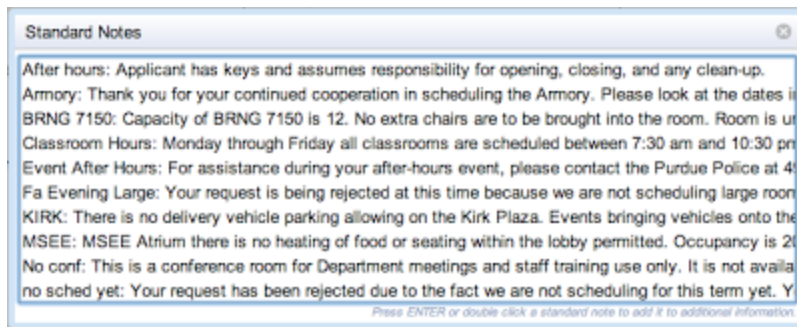 Standard Notes
After hours: Applicant has keys and assumes responsibility for opening, closing, and any clean-up.
Armory: Thank you for your continued cooperation in scheduling the Armory. Please look at the dates
BRNG 7150: Capacity of BRNG 7150 is 12. No extra chairs are to be brought into the room. Room is
Classroom Hours: Monday through Friday all classrooms are scheduled between 7:30 am and 10:30
Event After Hours: For assistance during your after-hours event, please contact the Purdue Police at
Fa Evening Large: Your request is being rejected at this time because we are not scheduling large
KIRK: There is no delivery vehicle parking allowing on the Kirk Plaza. Events bringing vehicles onto
MSEE: MSEE Atrium there is no heating of food or seating within the lobby permitted. Occupancy is
No conf: This is a conference room for Department meetings and staff training use only. It is not
no sched yet: Your request has been rejected due to the fact we are not scheduling for this term yet.
Press ENTER or double click a standard note to add it to additional information.